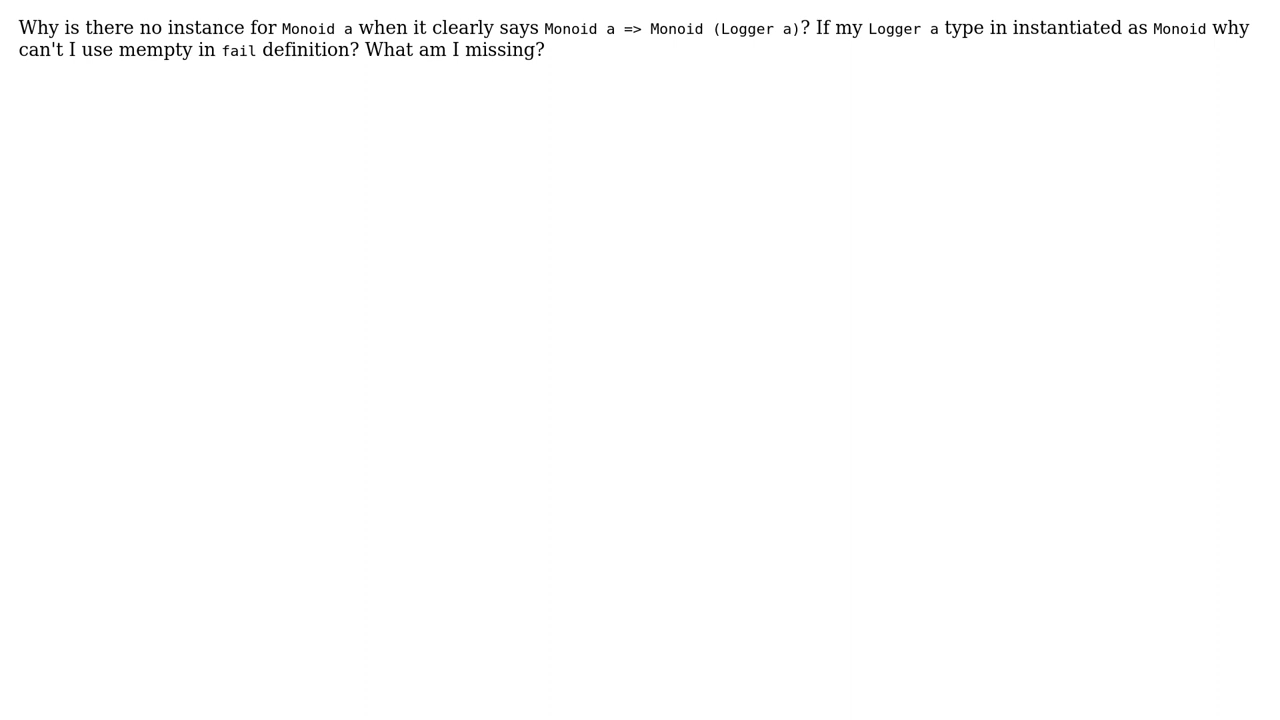 Why is there no instance for Monoid a when it clearly says Monoid a => Monoid (Logger a)? If my Logger a type in instantiated as Monoid why
can't I use mempty in fail definition? What am I missing?